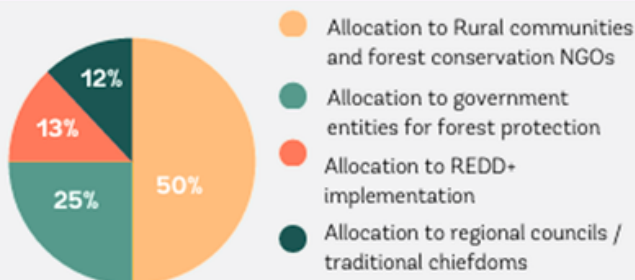 12%
13%
25%
50%
Allocation to Rural communities
and forest conservation NGOs
Allocation to government
entities for forest protection
Allocation to REDD+
implementation
Allocation to regional councils /
traditional chiefdoms